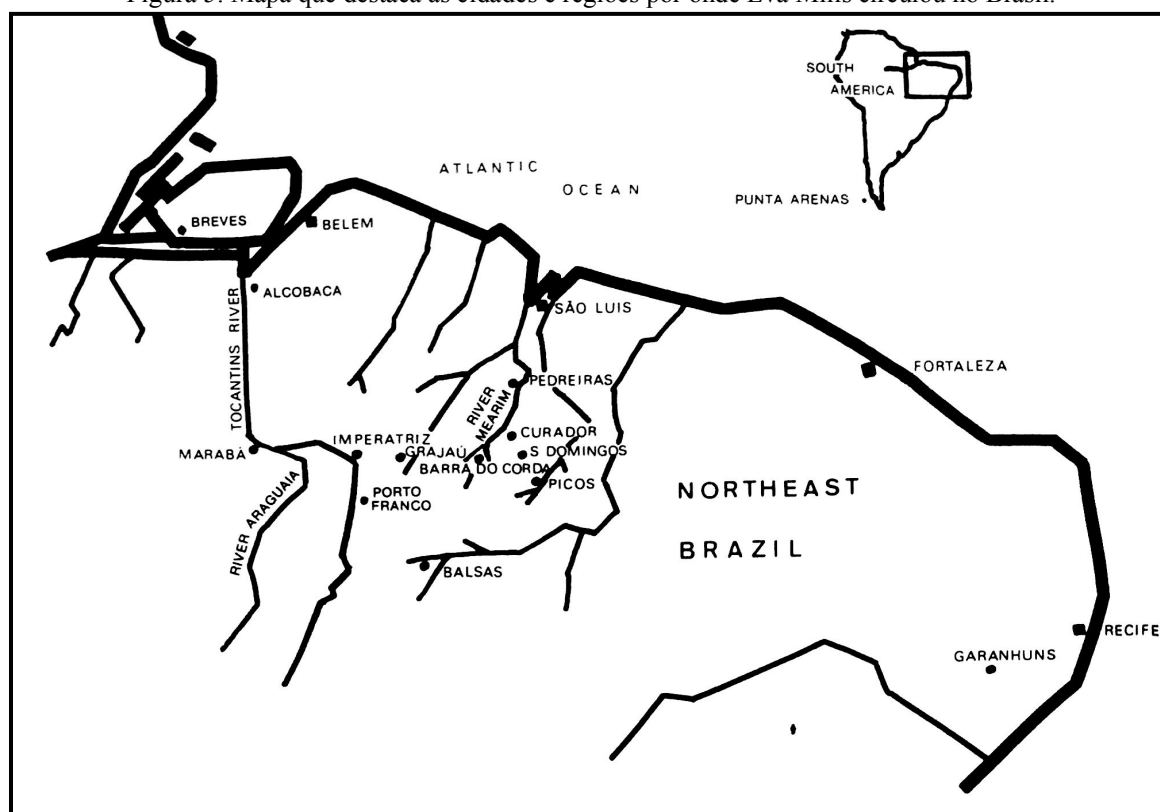 Figura 5: Mapa que destaca as cidades e regiões por onde Eva Mills circulou no Brasil.
SOUTH
AMERICA
PUNTA ARENAS
ATLANTIC
OCEAN
BREVES
BELEM
ALCOBACA
TOCANTINS RIVER
SÃO LUIS
FORTALEZA
PEDREIRAS
RIVER
MEARIM
CURADOR
IMPERATRIZ
GRAJAÚ
S DOMINGOS
MARABÀ
BARRA DO CORDA
PICOS
PORTO
FRANCO
RIVER ARAGUAIA
BALSAS
NORTHEAST
BRAZIL
RECIFE
GARANHUNS